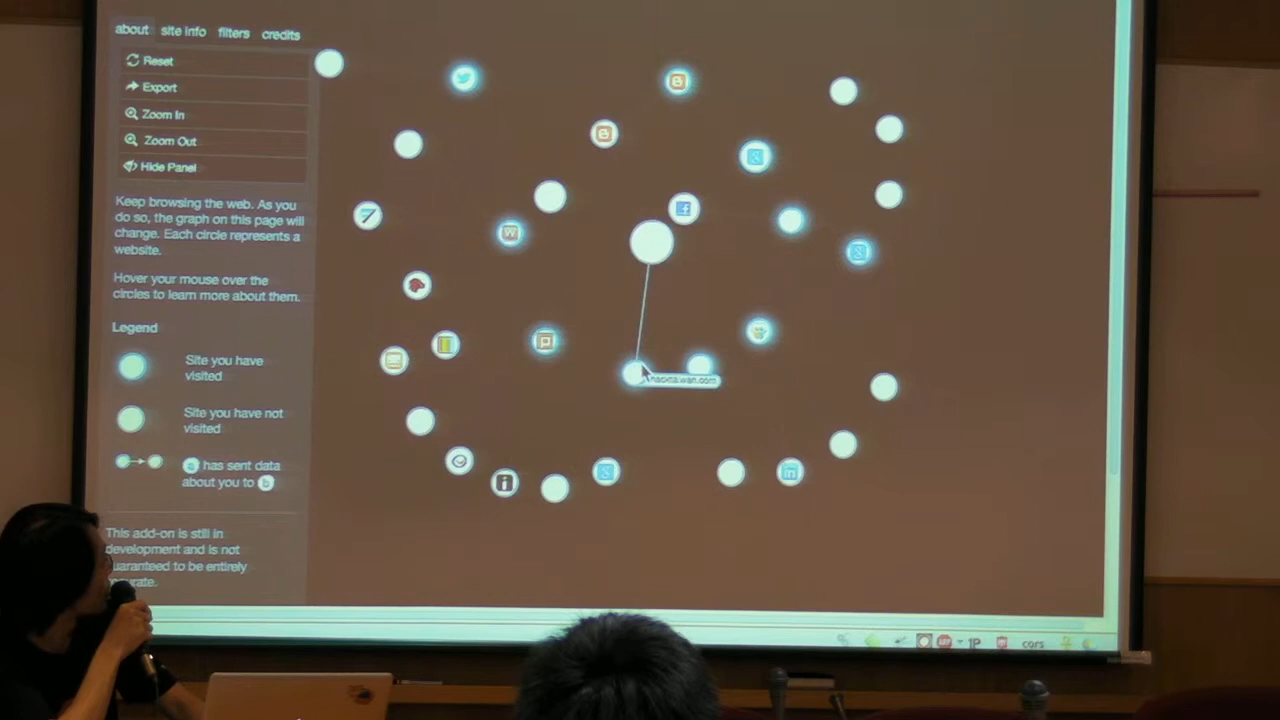 about site info filters credits
Reset
Export
Zoom In
Zoom Out
Hide Panel
Keep browsing the web. As you
do so, the graph on this page will
change. Each circle represents a
website.
Hover your mouse over the
circles to learn more about them.
Legend
Site you have
visited
Site you have not
visited
a has sent data
about you to b
This add-on is still in
development and is not
guaranteed to be entirely
cors
1P